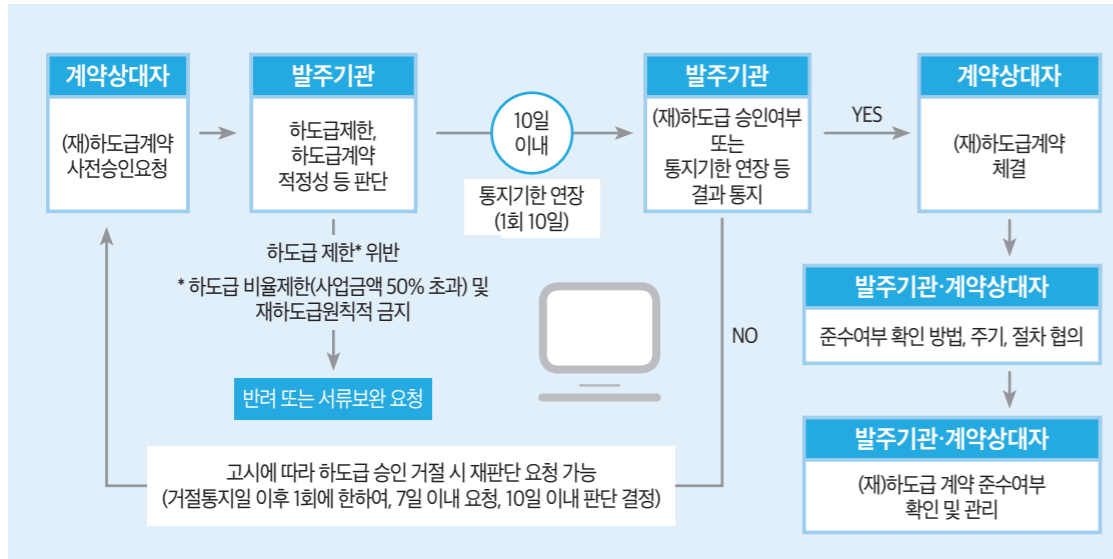 계약상대자
(재)하도급계약
사전승인요청
발주기관
하도급제한,
하도급계약
적정성 등 판단
10일
이내
통지기한 연장
(1회 10일)
발주기관
(재)하도급 승인여부
또는
통지기한 연장 등
결과 통지
YES
계약상대자
(재)하도급계약
체결
하도급 제한* 위반
* 하도급 비율제한(사업금액 50% 초과) 및
재하도급원칙적 금지
반려 또는 서류보완 요청
NO
발주기관·계약상대자
준수여부 확인 방법, 주기, 절차 협의
발주기관·계약상대자
(재)하도급 계약 준수여부
확인 및 관리
고시에 따라 하도급 승인 거절 시 재판단 요청 가능
(거절통지일 이후 1회에 한하여, 7일 이내 요청, 10일 이내 판단 결정)